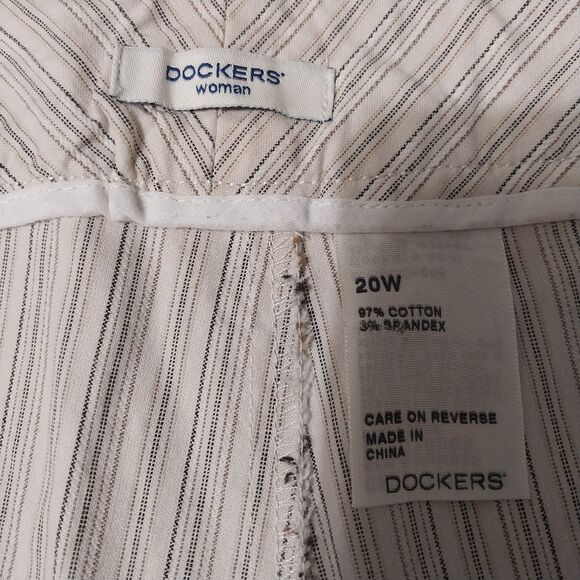 DOCKERS
woman
20W
97% COTTON
3% SPANDEX
CARE ON REVERSE
MADE IN
CHINA
DOCKERS